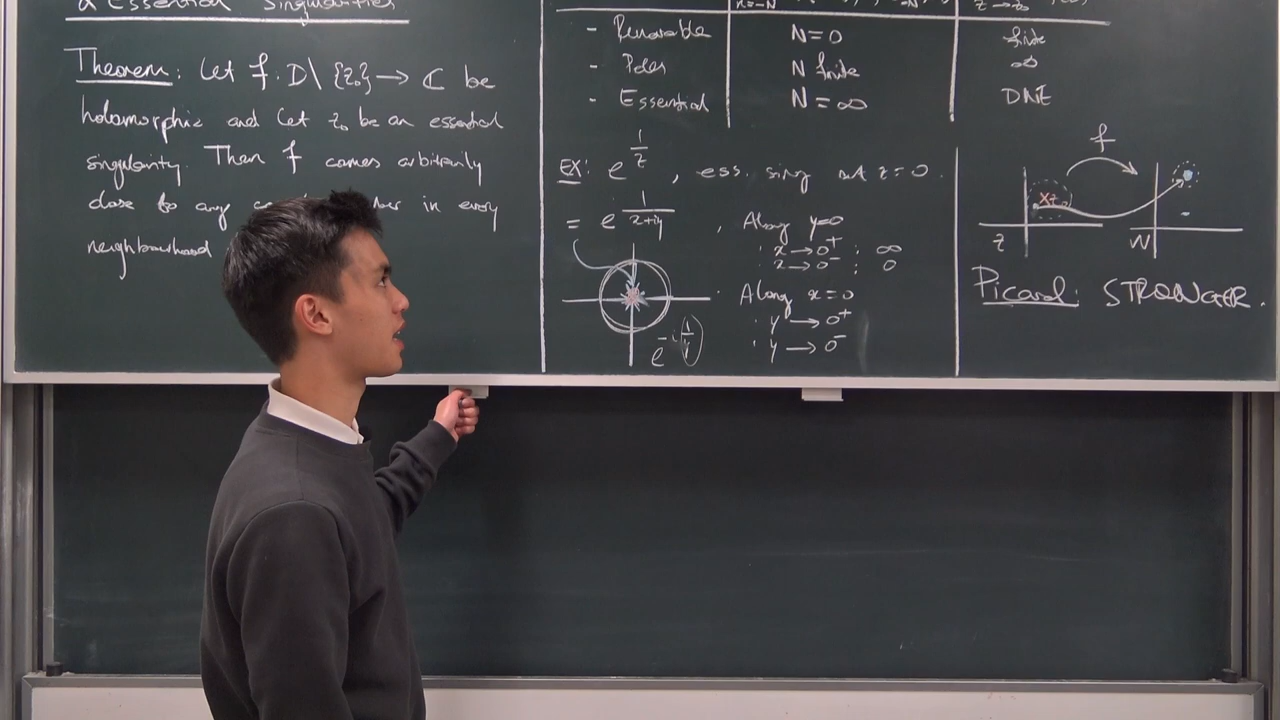 & Essential Singularities
Theorem: Let f: D\ {z₀} → ℂ be
holomorphic and let z₀ be an essential
singularity. Then f comes arbitrarily
close to any in every
neighbourhood
n=-N
z→z₀
- Removable N=0 finite
- Poles N finite ∞
- Essential N=∞ DNE
EX: e^{1/z}, ess. sing at z=0.
= e^{1/(x+iy)}, Along y=0
· x→0⁺ : ∞
· x→0⁻ : 0
· Along x=0
· y→0⁺
· y→0⁻
e^{-i(1/y)}
f
z₀
Z
W
Picard: STRONGER.